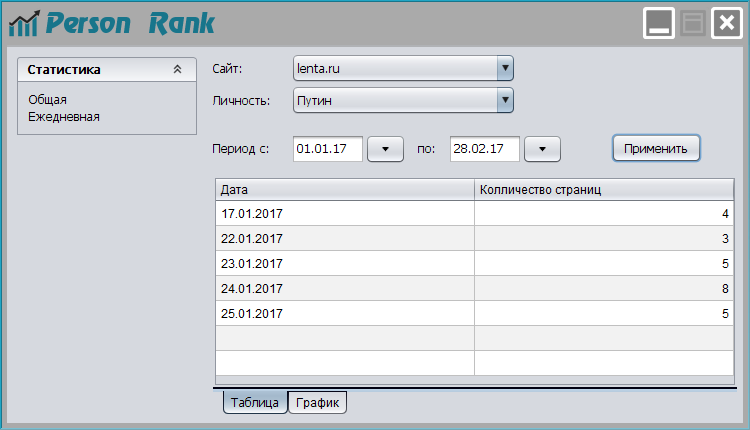 Person Rank
Статистика
Общая
Ежедневная
Сайт: lenta.ru
Личность: Путин
Период с: 01.01.17 по: 28.02.17 Применить
Дата Колличество страниц
17.01.2017 4
22.01.2017 3
23.01.2017 5
24.01.2017 8
25.01.2017 5
Таблица График